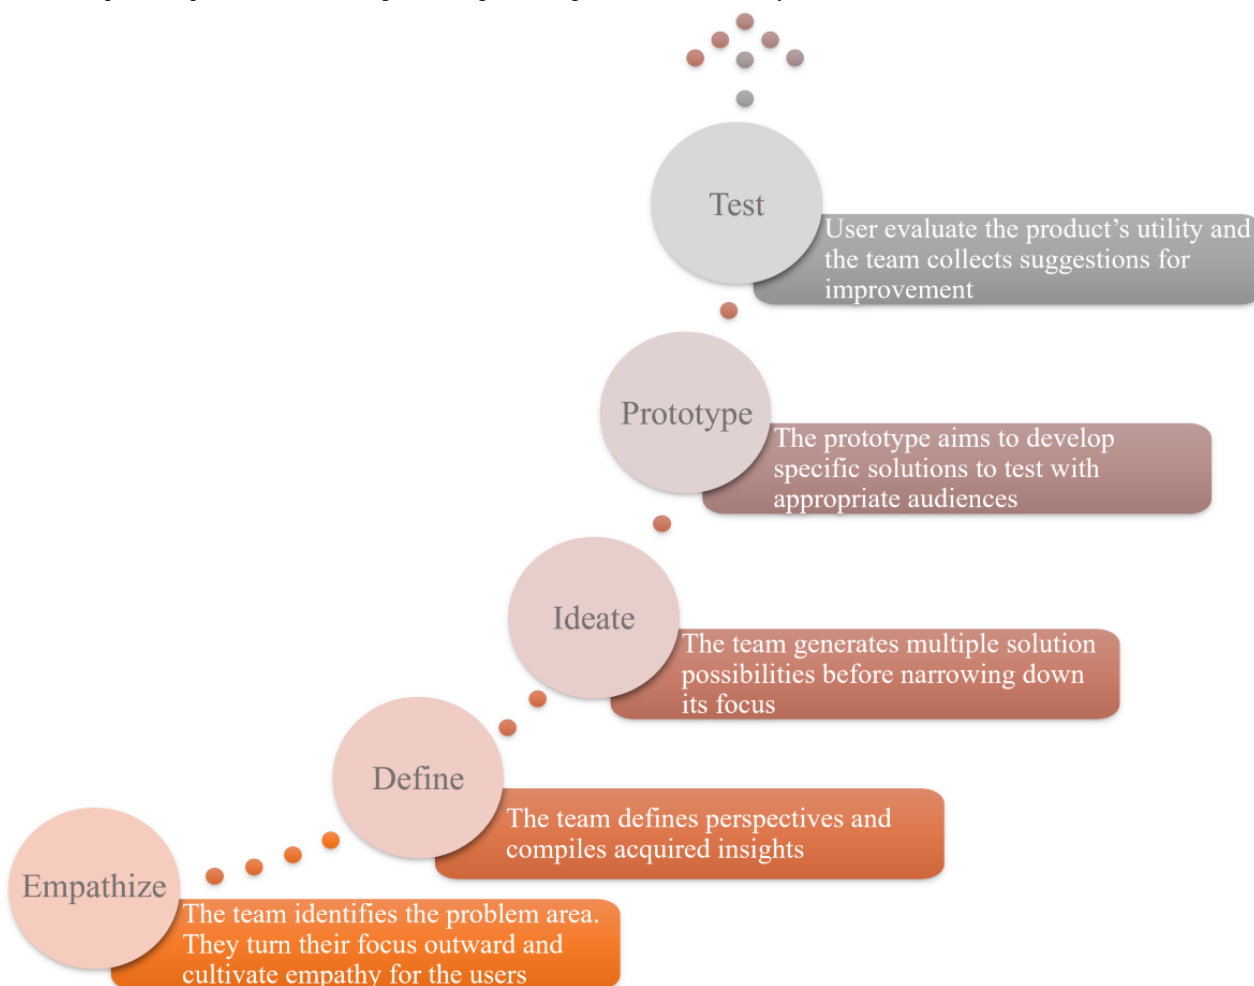 Test
User evaluate the product’s utility and
the team collects suggestions for
improvement
Prototype
The prototype aims to develop
specific solutions to test with
appropriate audiences
Ideate
The team generates multiple solution
possibilities before narrowing down
its focus
Define
The team defines perspectives and
compiles acquired insights
Empathize
The team identifies the problem area.
They turn their focus outward and
cultivate empathy for the users